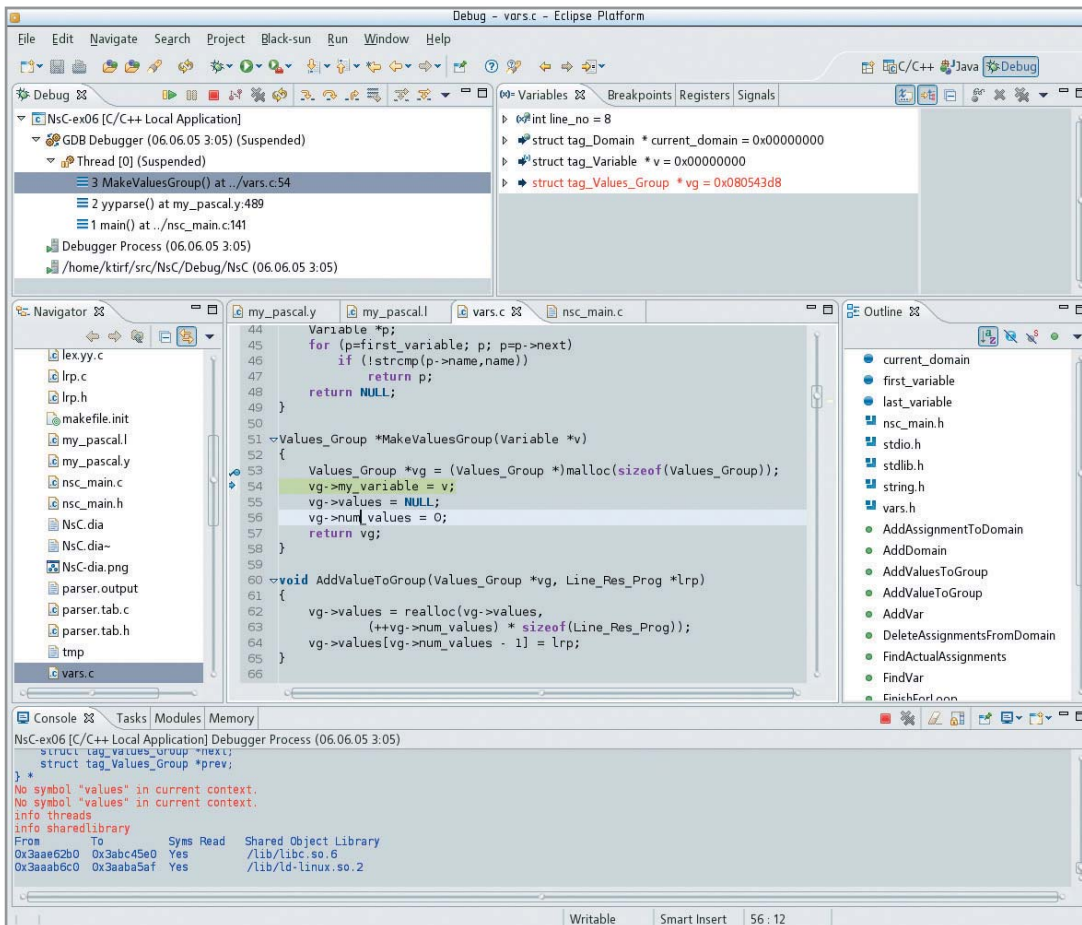 Debug - vars.c - Eclipse Platform
File Edit Navigate Search Project Black-sun Run Window Help
C/C++ Java Debug
Debug
NsC-ex06 [C/C++ Local Application]
GDB Debugger (06.06.05 3:05) (Suspended)
Thread [0] (Suspended)
3 MakeValuesGroup() at ../vars.c:54
2 yyparse() at my_pascal.y:489
1 main() at ../nsc_main.c:141
Debugger Process (06.06.05 3:05)
/home/ktirf/src/NsC/Debug/NsC (06.06.05 3:05)
Variables Breakpoints Registers Signals
int line_no = 8
struct tag_Domain * current_domain = 0x00000000
struct tag_Variable * v = 0x00000000
struct tag_Values_Group * vg = 0x080543d8
Navigator
lex.yy.c
lrp.c
lrp.h
makefile.init
my_pascal.l
my_pascal.y
nsc_main.c
nsc_main.h
NsC.dia
NsC.dia~
NsC-dia.png
parser.output
parser.tab.c
parser.tab.h
tmp
vars.c
my_pascal.y my_pascal.l vars.c nsc_main.c
44 Variable *p;
45 for (p=first_variable; p; p=p->next)
46 if (!strcmp(p->name,name))
47 return p;
48 return NULL;
49 }
50
51 Values_Group *MakeValuesGroup(Variable *v)
52 {
53 Values_Group *vg = (Values_Group *)malloc(sizeof(Values_Group));
54 vg->my_variable = v;
55 vg->values = NULL;
56 vg->num_values = 0;
57 return vg;
58 }
59
60 void AddValueToGroup(Values_Group *vg, Line_Res_Prog *lrp)
61 {
62 vg->values = realloc(vg->values,
63 (++vg->num_values) * sizeof(Line_Res_Prog));
64 vg->values[vg->num_values - 1] = lrp;
65 }
66
Outline
current_domain
first_variable
last_variable
nsc_main.h
stdio.h
stdlib.h
string.h
vars.h
AddAssignmentToDomain
AddDomain
AddValuesToGroup
AddValueToGroup
AddVar
DeleteAssignmentsFromDomain
FindActualAssignments
FindVar
FinishForLoop
Console Tasks Modules Memory
NsC-ex06 [C/C++ Local Application] Debugger Process (06.06.05 3:05)
struct tag_Values_Group *next;
struct tag_Values_Group *prev;
} *
No symbol "values" in current context.
No symbol "values" in current context.
info threads
info sharedlibrary
From To Syms Read Shared Object Library
0x3aae62b0 0x3abc45e0 Yes /lib/libc.so.6
0x3aaab6c0 0x3aaba5af Yes /lib/ld-linux.so.2
Writable Smart Insert 56 : 12